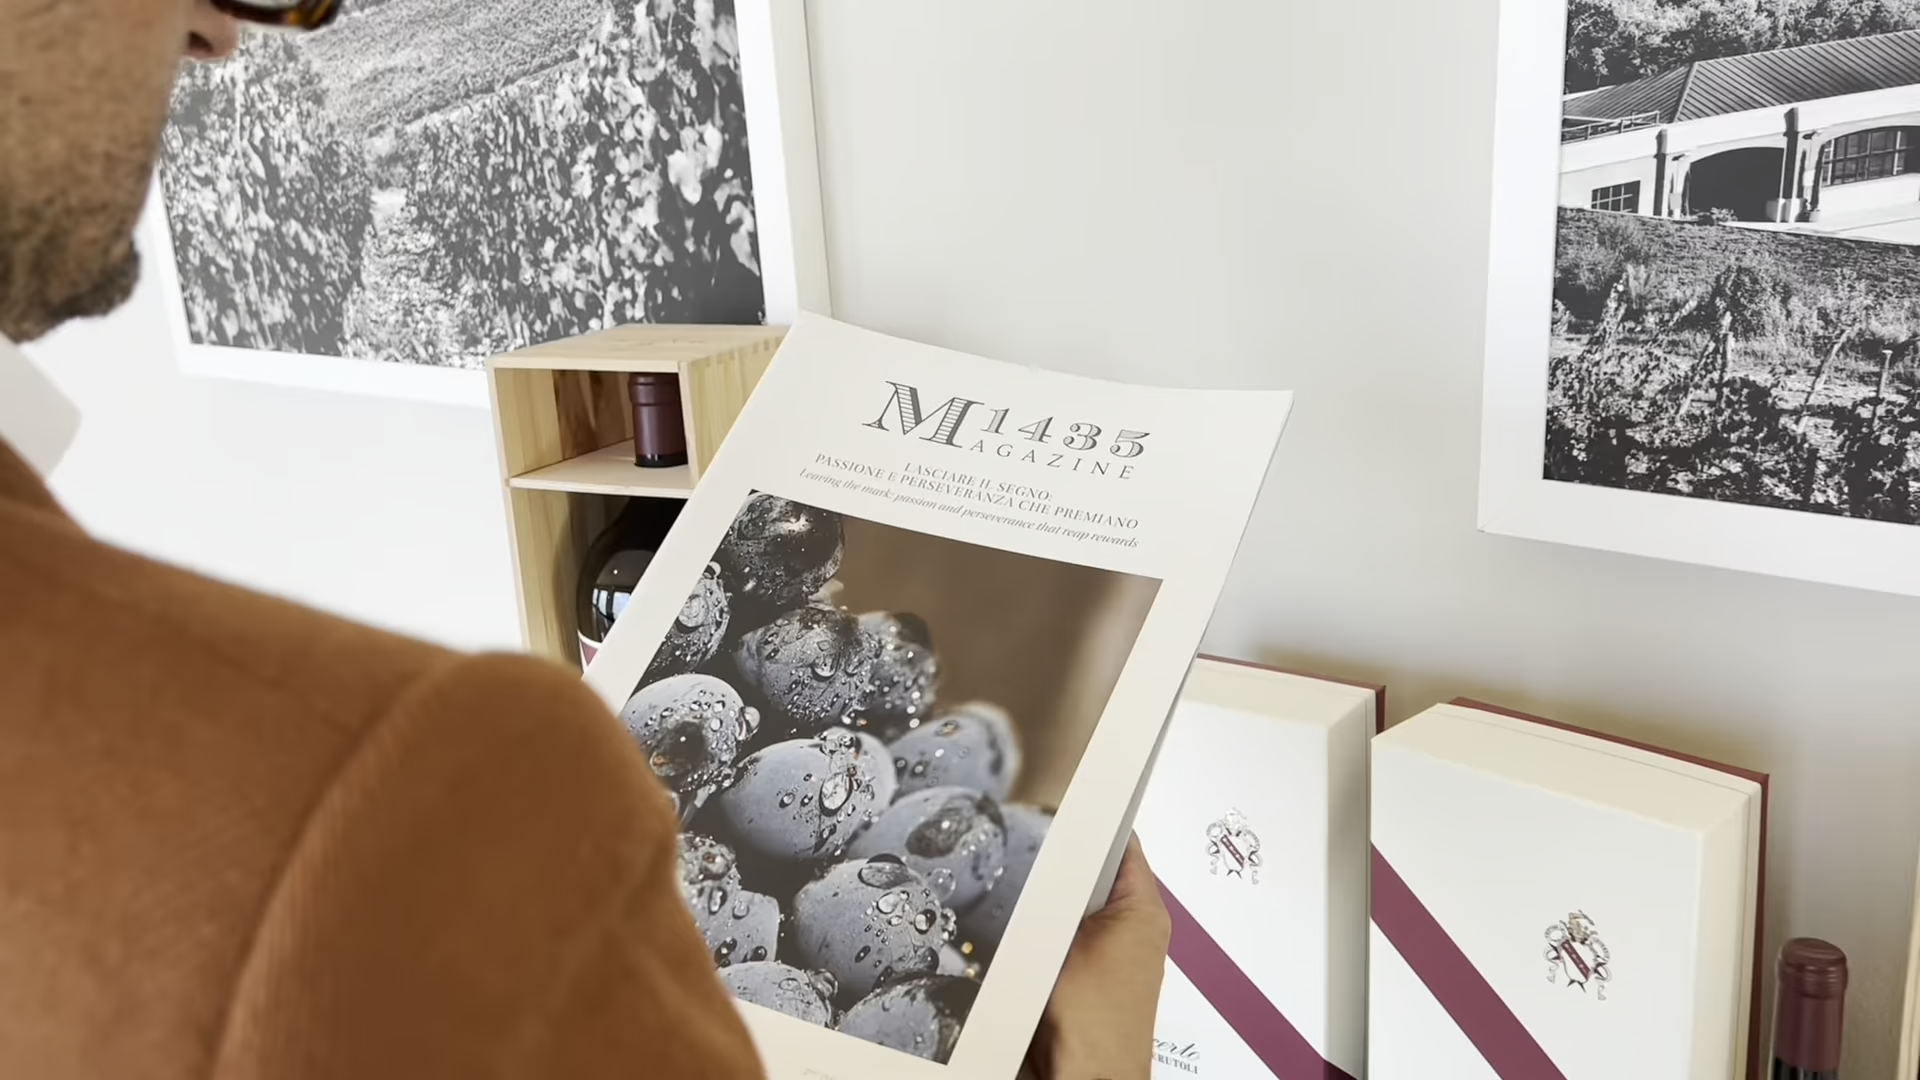 M1435
MAGAZINE
LASCIARE IL SEGNO:
PASSIONE E PERSEVERANZA CHE PREMIANO
Leaving the mark: passion and perseverance that reap rewards